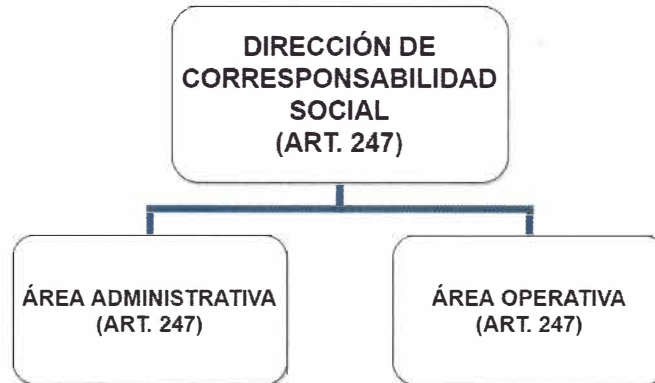 DIRECCIÓN DE
CORRESPONSABILIDAD
SOCIAL
(ART. 247)
ÁREA ADMINISTRATIVA
(ART. 247)
ÁREA OPERATIVA
(ART. 247)